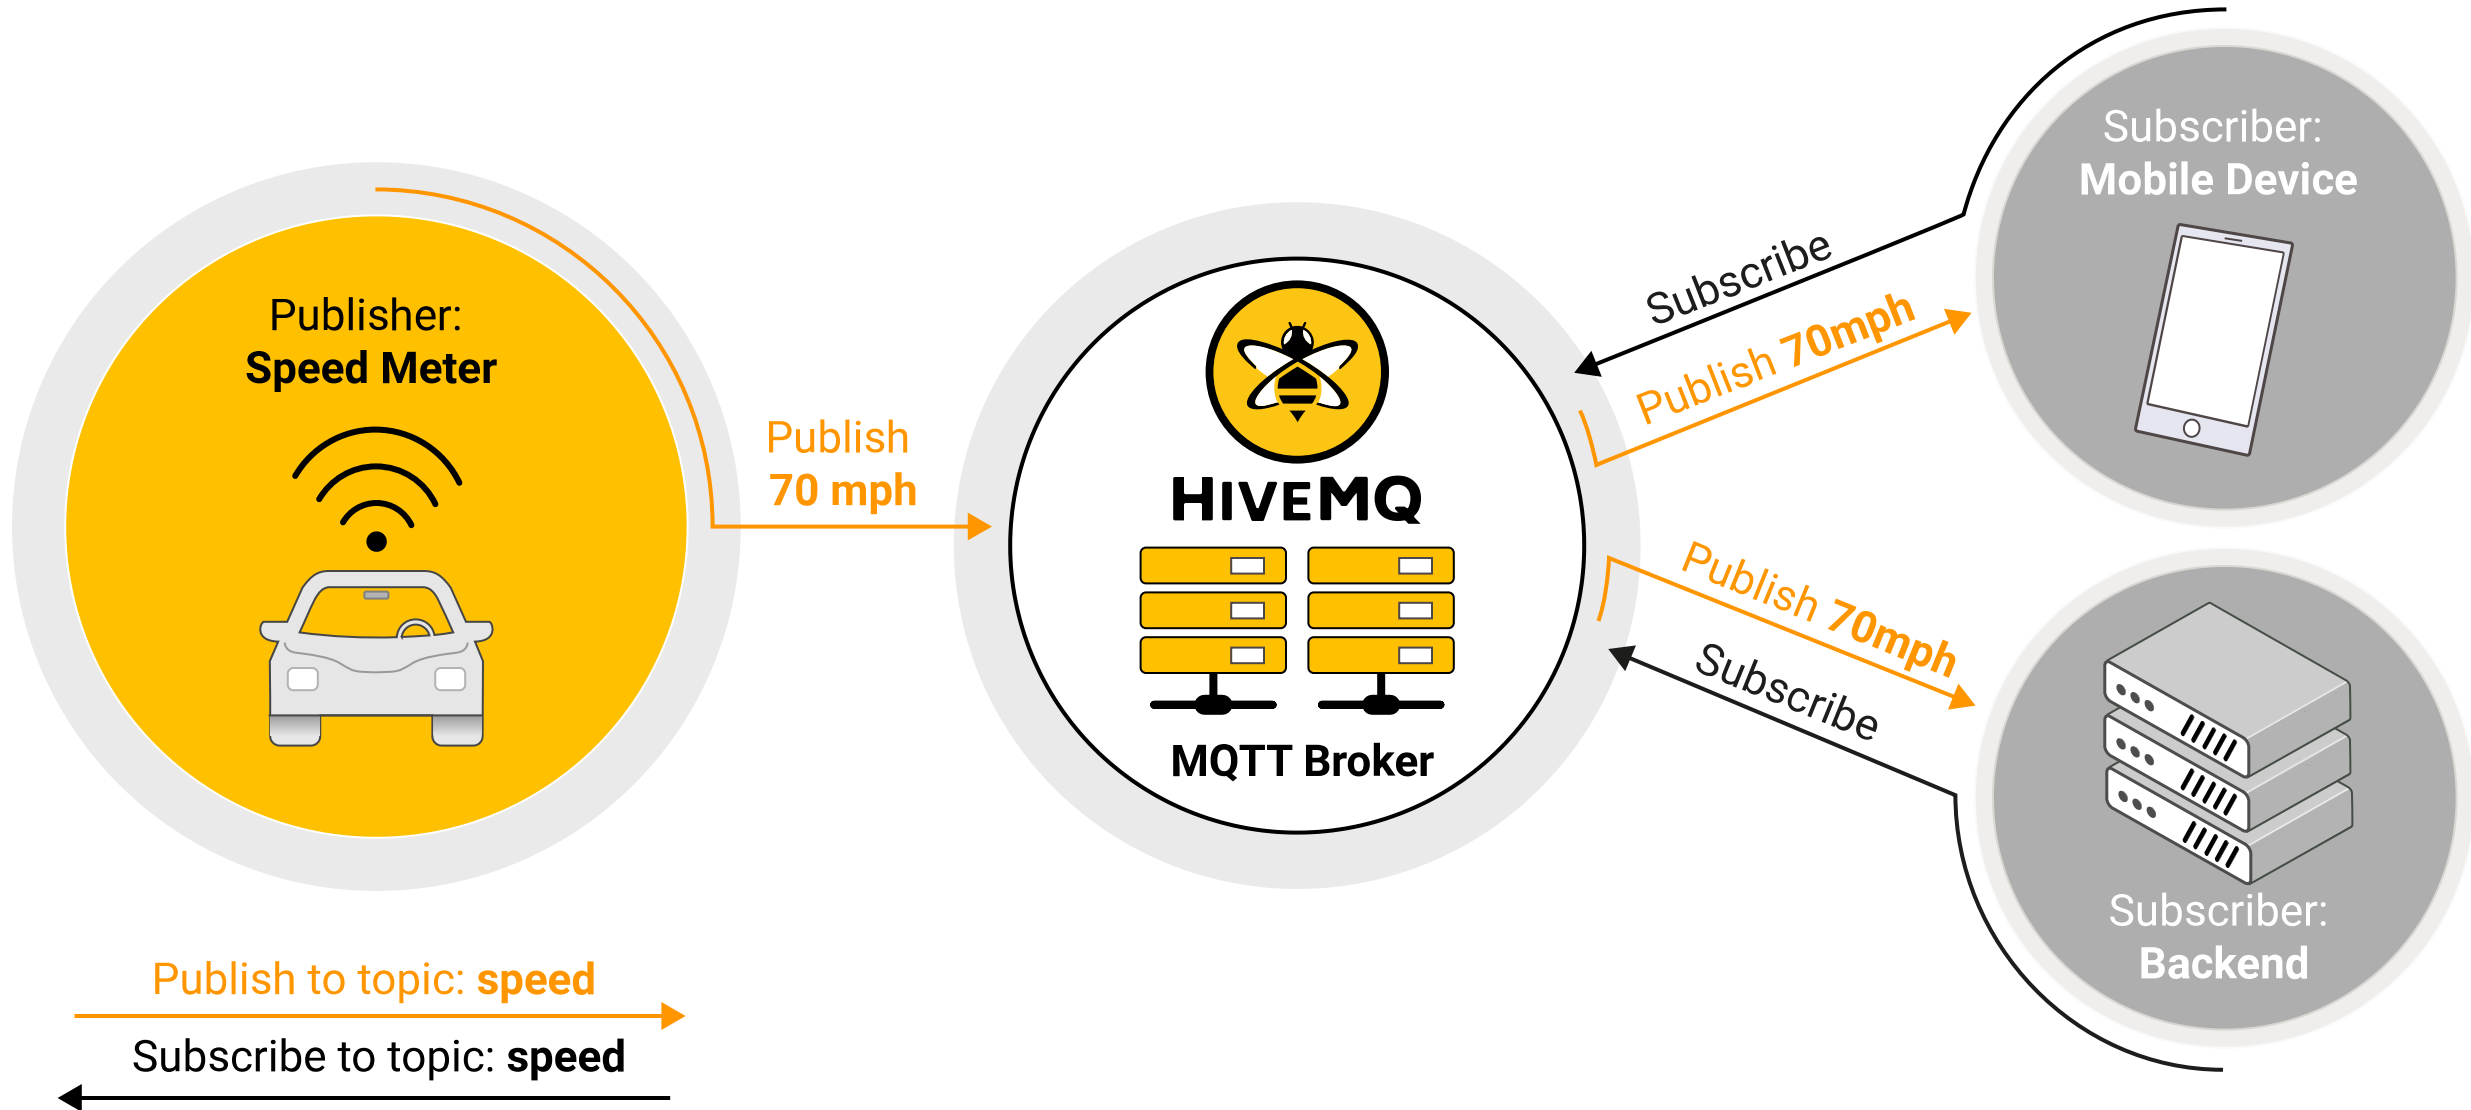 Publisher:
Speed Meter
Publish
70 mph
HIVEMQ
MQTT Broker
Subscribe
Publish 70mph
Publish 70mph
Subscribe
Subscriber:
Mobile Device
Subscriber:
Backend
Publish to topic: speed
Subscribe to topic: speed